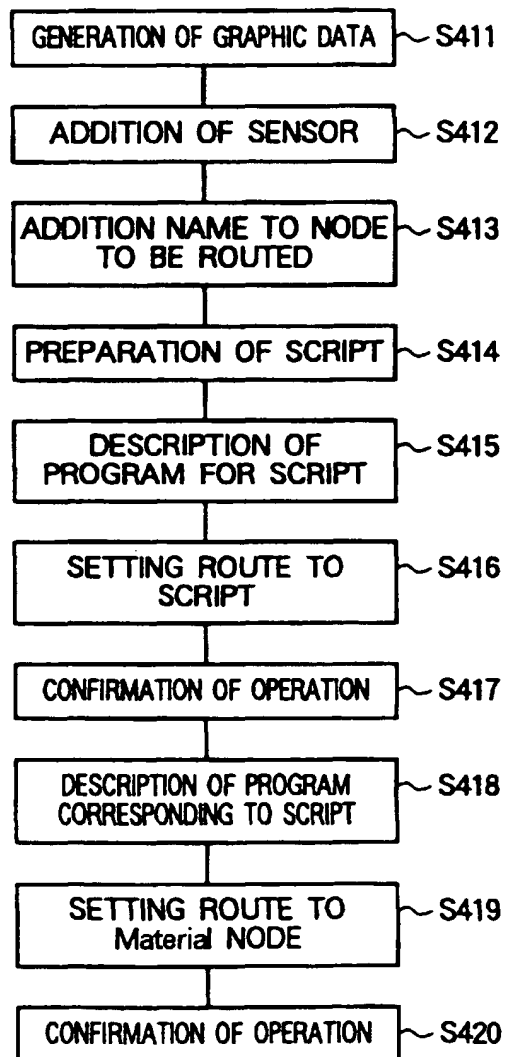 GENERATION OF GRAPHIC DATA S411
ADDITION OF SENSOR S412
ADDITION NAME TO NODE S413
TO BE ROUTED
PREPARATION OF SCRIPT S414
DESCRIPTION OF S415
PROGRAM FOR SCRIPT
SETTING ROUTE TO S416
SCRIPT
CONFIRMATION OF OPERATION S417
DESCRIPTION OF PROGRAM S418
CORRESPONDING TO SCRIPT
SETTING ROUTE TO S419
Material NODE
CONFIRMATION OF OPERATION S420